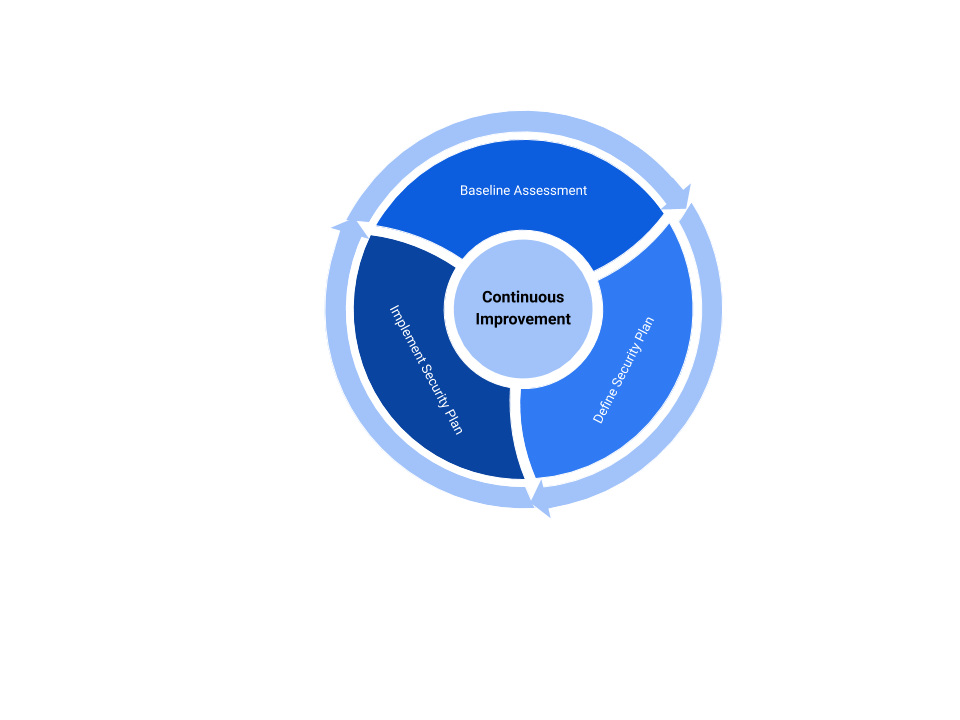 Baseline Assessment
Continuous
Improvement
Define Security Plan
Implement Security Plan